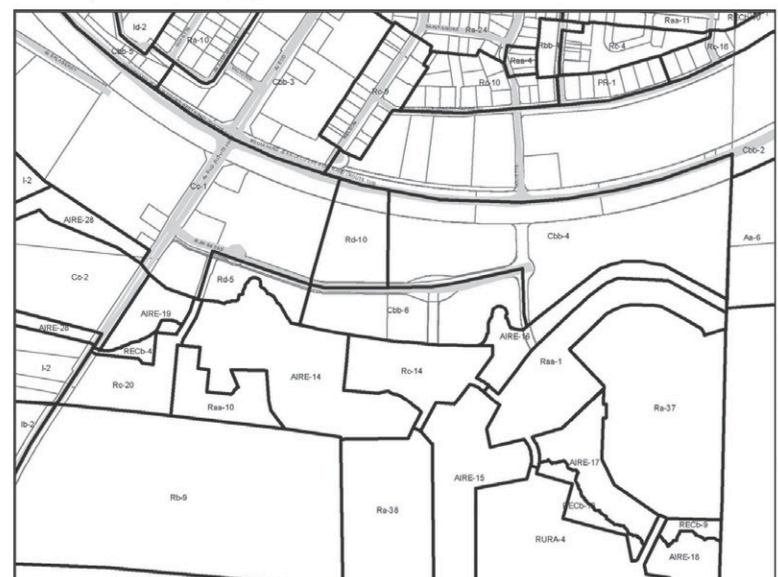 Id-2
Ra-10
Cbb-5
Cbb-3
Ra-24
Raa-11
Rc-4
Rbb-
Raa-4
Rc-16
Rc-9
Rc-10
PR-1
Cbb-2
Cc-1
I-2
AIRE-28
Rd-10
Cbb-4
Aa-6
Cc-2
Rd-5
Cbb-6
AIRE-19
AIRE-28
AIRE-16
RECb-4
I-2
Rc-20
AIRE-14
Rc-14
Raa-1
Raa-10
Ra-37
Ib-2
AIRE-17
AIRE-15
Rb-9
Ra-38
RECb-9
RURA-4
AIRE-18